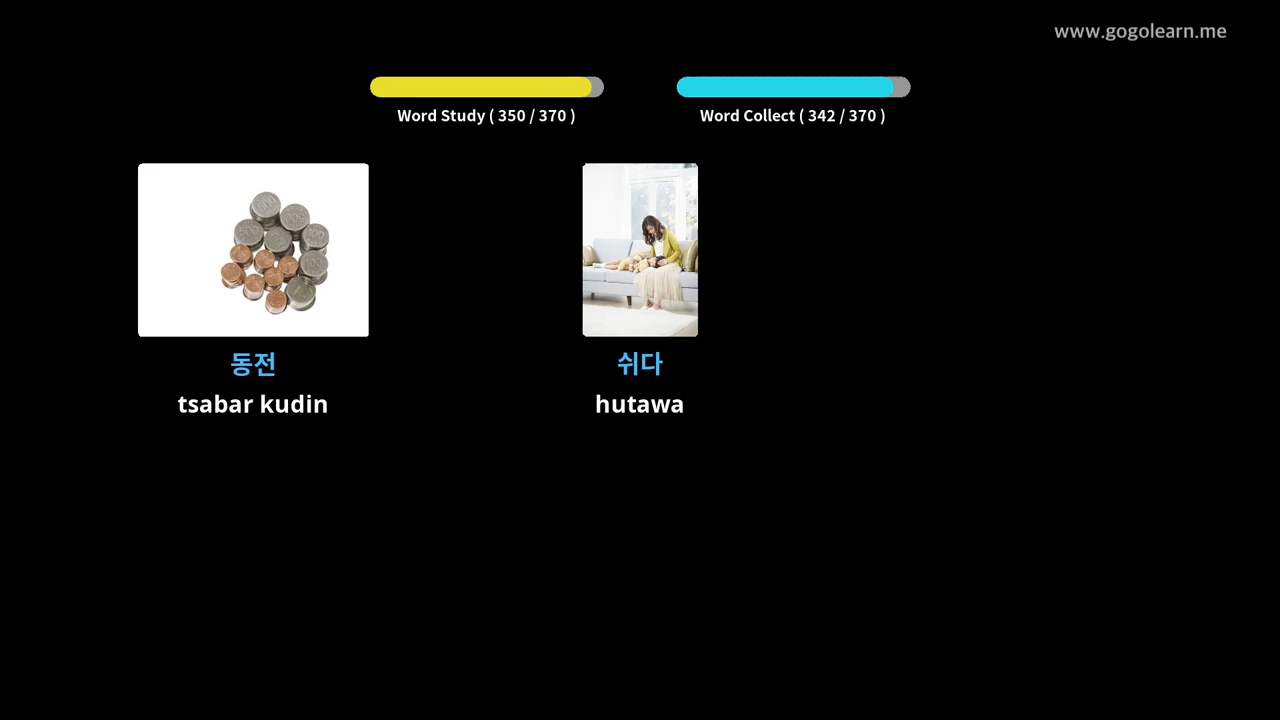 www.gogolearn.me
Word Study ( 350 / 370 )
Word Collect ( 342 / 370 )
동전
tsabar kudin
쉬다
hutawa